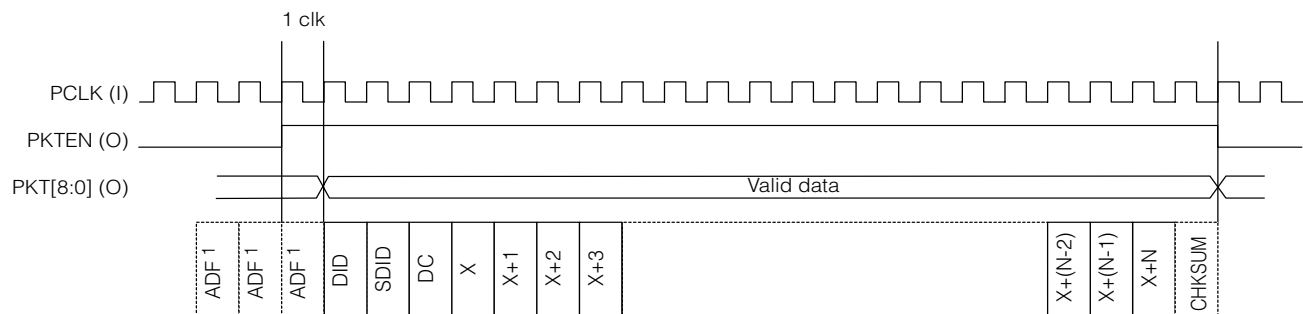 1 clk
PCLK (I)
PKTEN (O)
PKT[8:0] (O)
Valid data
ADF 1
ADF 1
ADF 1
DID
SDID
DC
X
X+1
X+2
X+3
X+(N-2)
X+(N-1)
X+N
CHKSUM